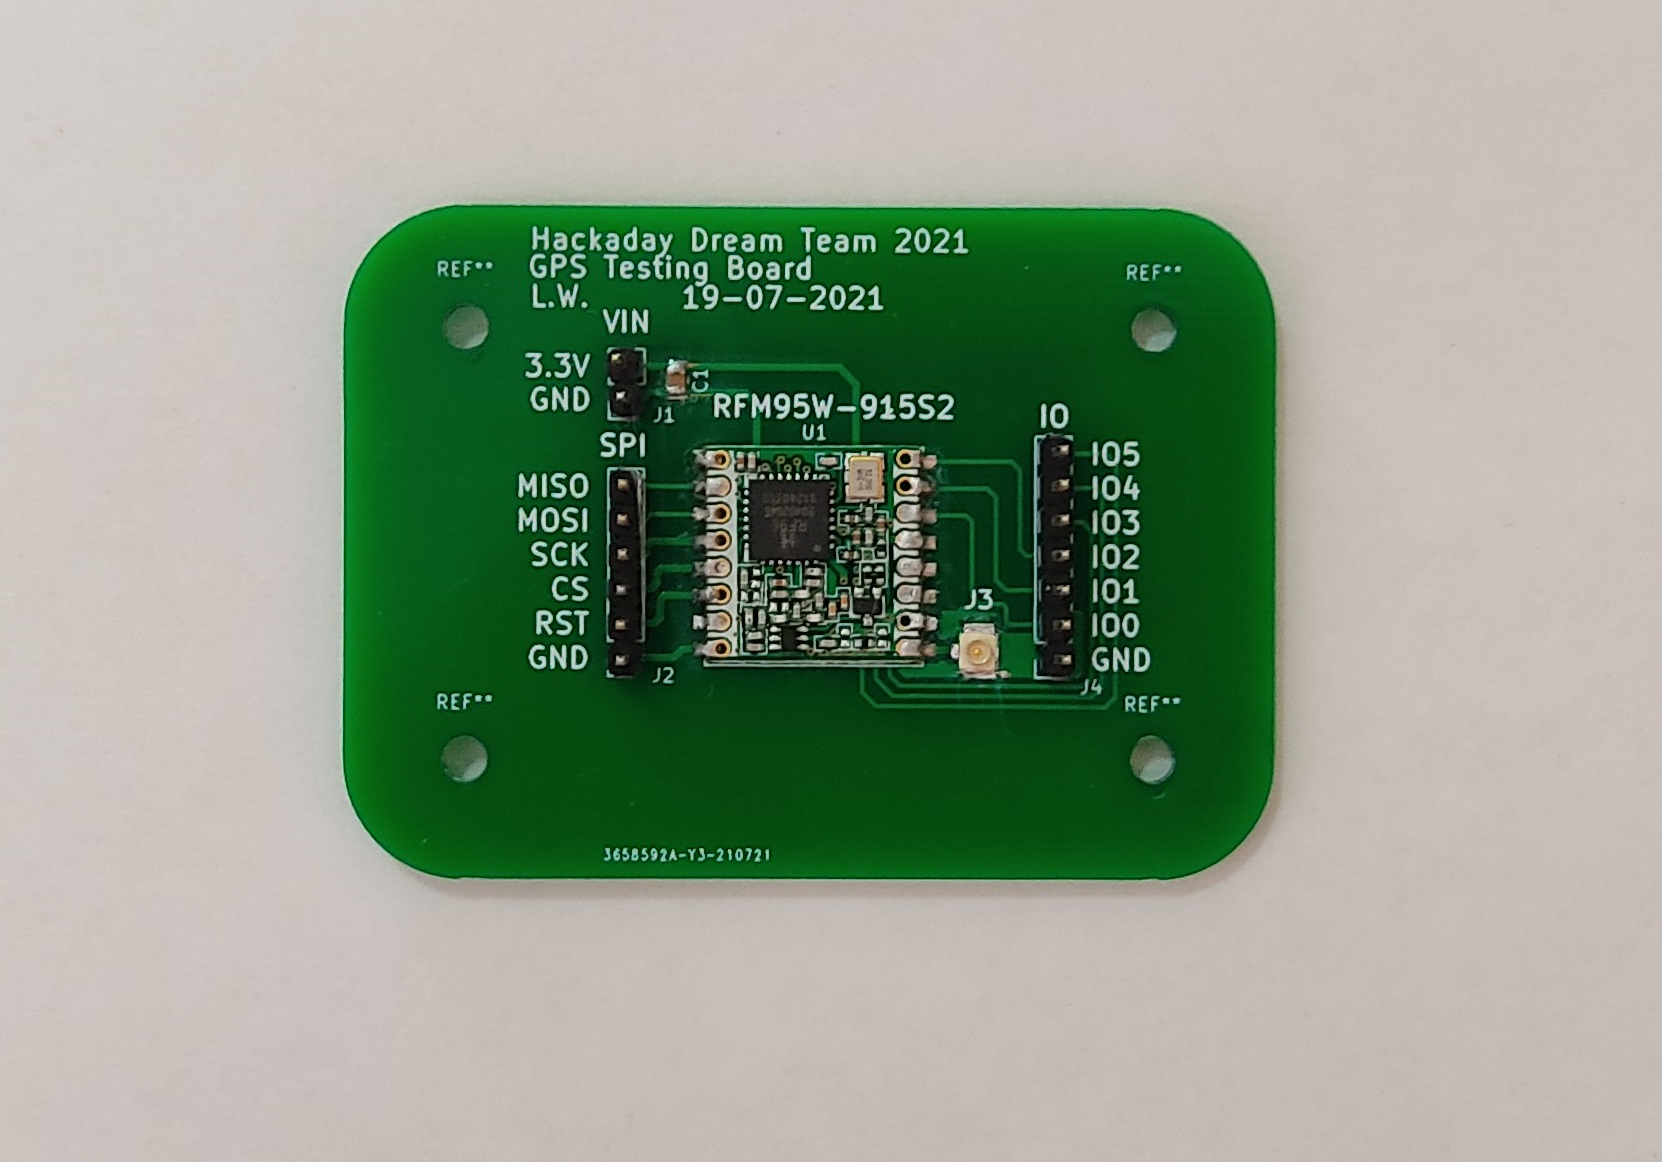 Hackaday Dream Team 2021
REF** GPS Testing Board REF**
L.W. 19-07-2021
VIN
3.3V
GND
C1
J1
RFM95W-915S2
U1
SPI
IO
MISO
MOSI
SCK
CS
RST
GND
J2
RF96
J3
IO5
IO4
IO3
IO2
IO1
IO0
GND
J4
REF** REF**
3658592A-Y3-210721